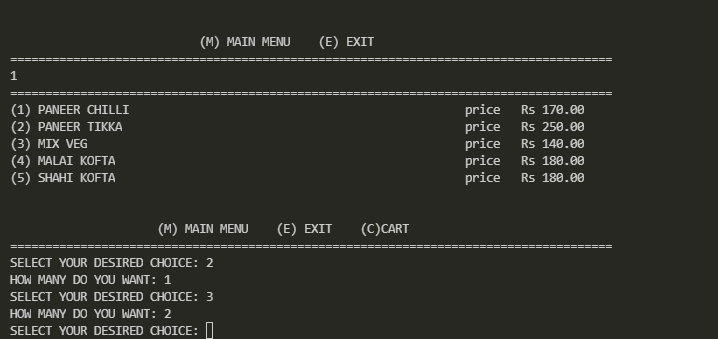 (M) MAIN MENU    (E) EXIT
======================================================================================
1
======================================================================================
(1) PANEER CHILLI                                                price   Rs 170.00
(2) PANEER TIKKA                                                 price   Rs 250.00
(3) MIX VEG                                                      price   Rs 140.00
(4) MALAI KOFTA                                                  price   Rs 180.00
(5) SHAHI KOFTA                                                  price   Rs 180.00
(M) MAIN MENU    (E) EXIT    (C)CART
======================================================================================
SELECT YOUR DESIRED CHOICE: 2
HOW MANY DO YOU WANT: 1
SELECT YOUR DESIRED CHOICE: 3
HOW MANY DO YOU WANT: 2
SELECT YOUR DESIRED CHOICE: